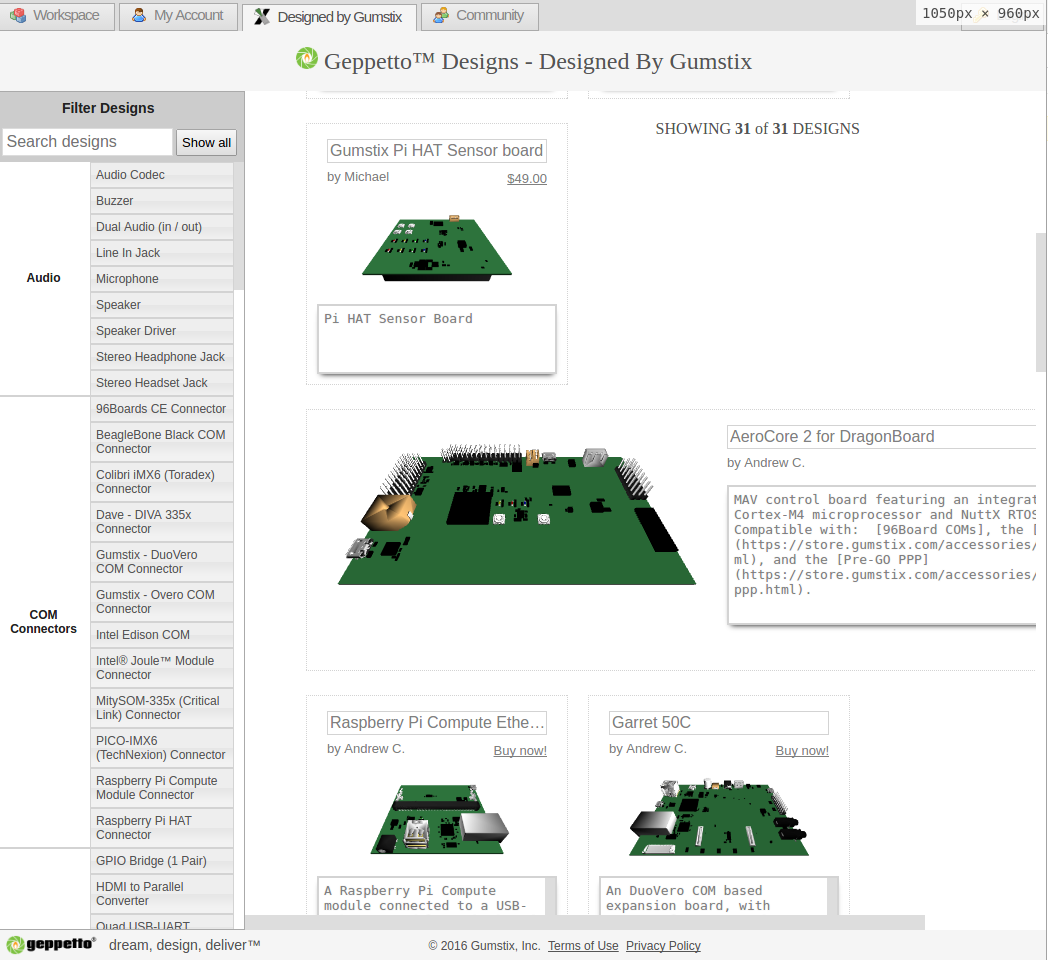 Workspace
My Account
Designed by Gumstix
Community
1050px × 960px
Geppetto™ Designs - Designed By Gumstix
Filter Designs
Search designs
Show all
Audio
Audio Codec
Buzzer
Dual Audio (in / out)
Line In Jack
Microphone
Speaker
Speaker Driver
Stereo Headphone Jack
Stereo Headset Jack
COM
Connectors
96Boards CE Connector
BeagleBone Black COM
Connector
Colibri iMX6 (Toradex)
Connector
Dave - DIVA 335x
Connector
Gumstix - DuoVero
COM Connector
Gumstix - Overo COM
Connector
Intel Edison COM
Intel® Joule™ Module
Connector
MitySOM-335x (Critical
Link) Connector
PICO-IMX6
(TechNexion) Connector
Raspberry Pi Compute
Module Connector
Raspberry Pi HAT
Connector
GPIO Bridge (1 Pair)
HDMI to Parallel
Converter
Quad USB-UART
SHOWING 31 of 31 DESIGNS
Gumstix Pi HAT Sensor board
by Michael
$49.00
Pi HAT Sensor Board
AeroCore 2 for DragonBoard
by Andrew C.
MAV control board featuring an integrat
Cortex-M4 microprocessor and NuttX RTOS
Compatible with: [96Board COMs], the [
(https://store.gumstix.com/accessories/
ml), and the [Pre-GO PPP]
(https://store.gumstix.com/accessories/
ppp.html).
Raspberry Pi Compute Ethe...
by Andrew C.
Buy now!
A Raspberry Pi Compute
module connected to a USB-
Garret 50C
by Andrew C.
Buy now!
An DuoVero COM based
expansion board, with
geppetto®
dream, design, deliver™
© 2016 Gumstix, Inc. Terms of Use Privacy Policy